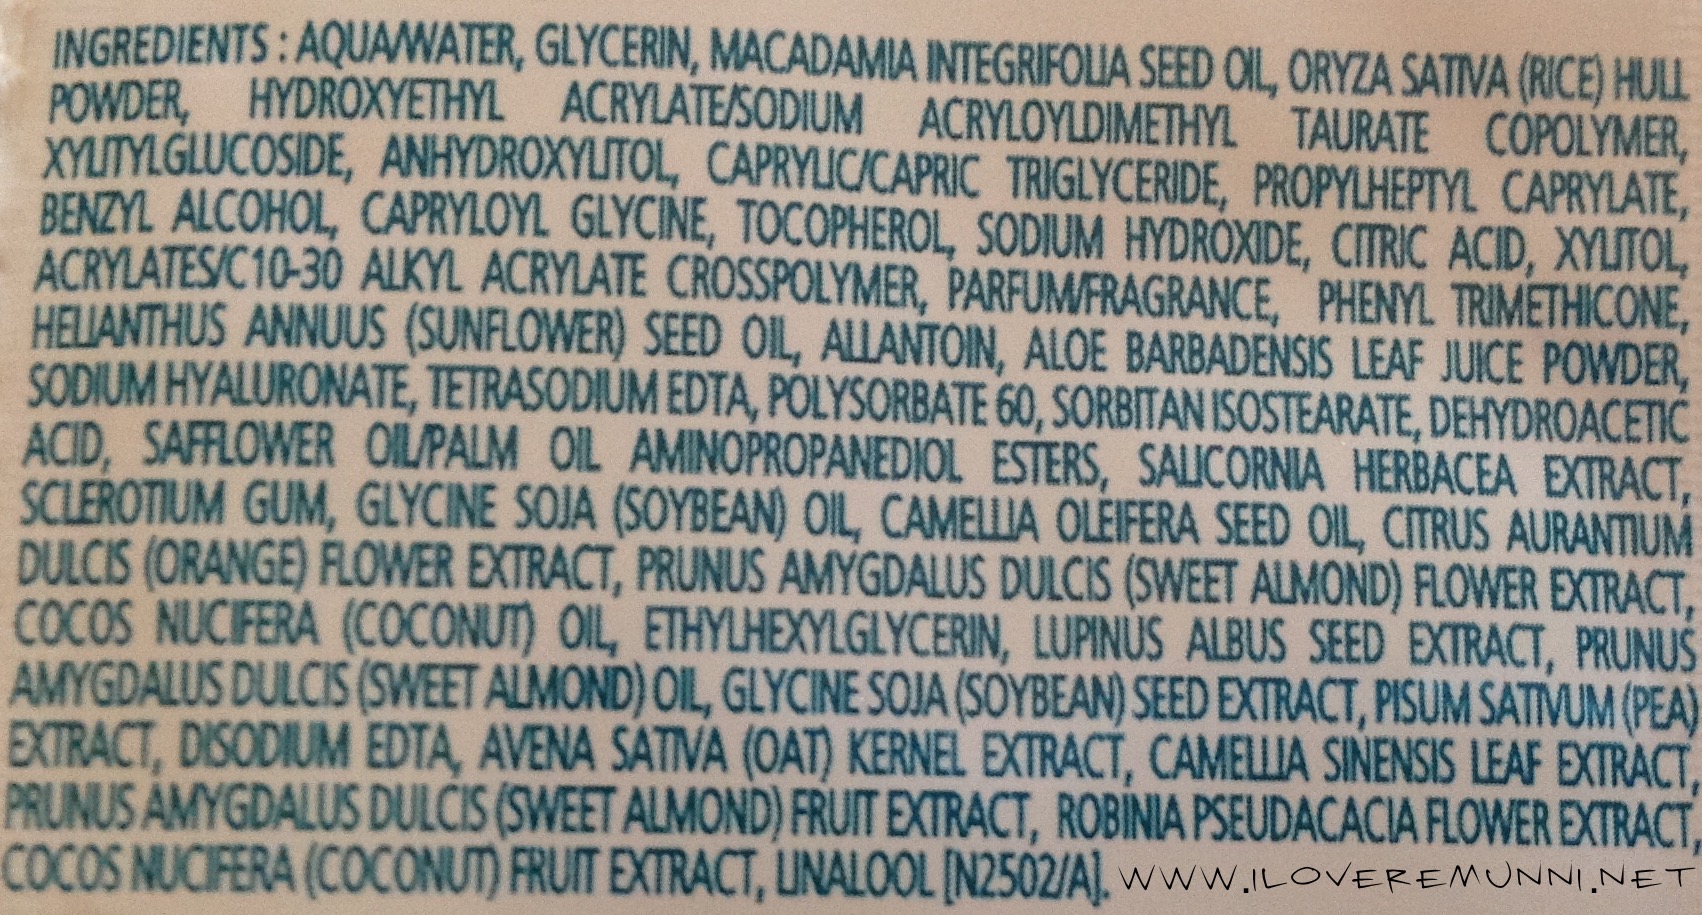 INGREDIENTS : AQUA/WATER, GLYCERIN, MACADAMIA INTEGRIFOLIA SEED OIL, ORYZA SATIVA (RICE) HULL
POWDER, HYDROXYETHYL ACRYLATE/SODIUM ACRYLOYLDIMETHYL TAURATE COPOLYMER,
XYLITYLGLUCOSIDE, ANHYDROXYLITOL, CAPRYLIC/CAPRIC TRIGLYCERIDE, PROPYLHEPTYL CAPRYLATE,
BENZYL ALCOHOL, CAPRYLOYL GLYCINE, TOCOPHEROL, SODIUM HYDROXIDE, CITRIC ACID, XYLITOL,
ACRYLATES/C10-30 ALKYL ACRYLATE CROSSPOLYMER, PARFUM/FRAGRANCE, PHENYL TRIMETHICONE,
HELIANTHUS ANNUUS (SUNFLOWER) SEED OIL, ALLANTOIN, ALOE BARBADENSIS LEAF JUICE POWDER,
SODIUM HYALURONATE, TETRASODIUM EDTA, POLYSORBATE 60, SORBITAN ISOSTEARATE, DEHYDROACETIC
ACID, SAFFLOWER OIL/PALM OIL AMINOPROPANEDIOL ESTERS, SALICORNIA HERBACEA EXTRACT,
SCLEROTIUM GUM, GLYCINE SOJA (SOYBEAN) OIL, CAMELLIA OLEIFERA SEED OIL, CITRUS AURANTIUM
DULCIS (ORANGE) FLOWER EXTRACT, PRUNUS AMYGDALUS DULCIS (SWEET ALMOND) FLOWER EXTRACT,
COCOS NUCIFERA (COCONUT) OIL, ETHYLHEXYLGLYCERIN, LUPINUS ALBUS SEED EXTRACT, PRUNUS
AMYGDALUS DULCIS (SWEET ALMOND) OIL, GLYCINE SOJA (SOYBEAN) SEED EXTRACT, PISUM SATIVUM (PEA)
EXTRACT, DISODIUM EDTA, AVENA SATIVA (OAT) KERNEL EXTRACT, CAMELLIA SINENSIS LEAF EXTRACT,
PRUNUS AMYGDALUS DULCIS (SWEET ALMOND) FRUIT EXTRACT, ROBINIA PSEUDACACIA FLOWER EXTRACT,
COCOS NUCIFERA (COCONUT) FRUIT EXTRACT, LINALOOL [N2502/A].
WWW.ILOVEREMUNNI.NET